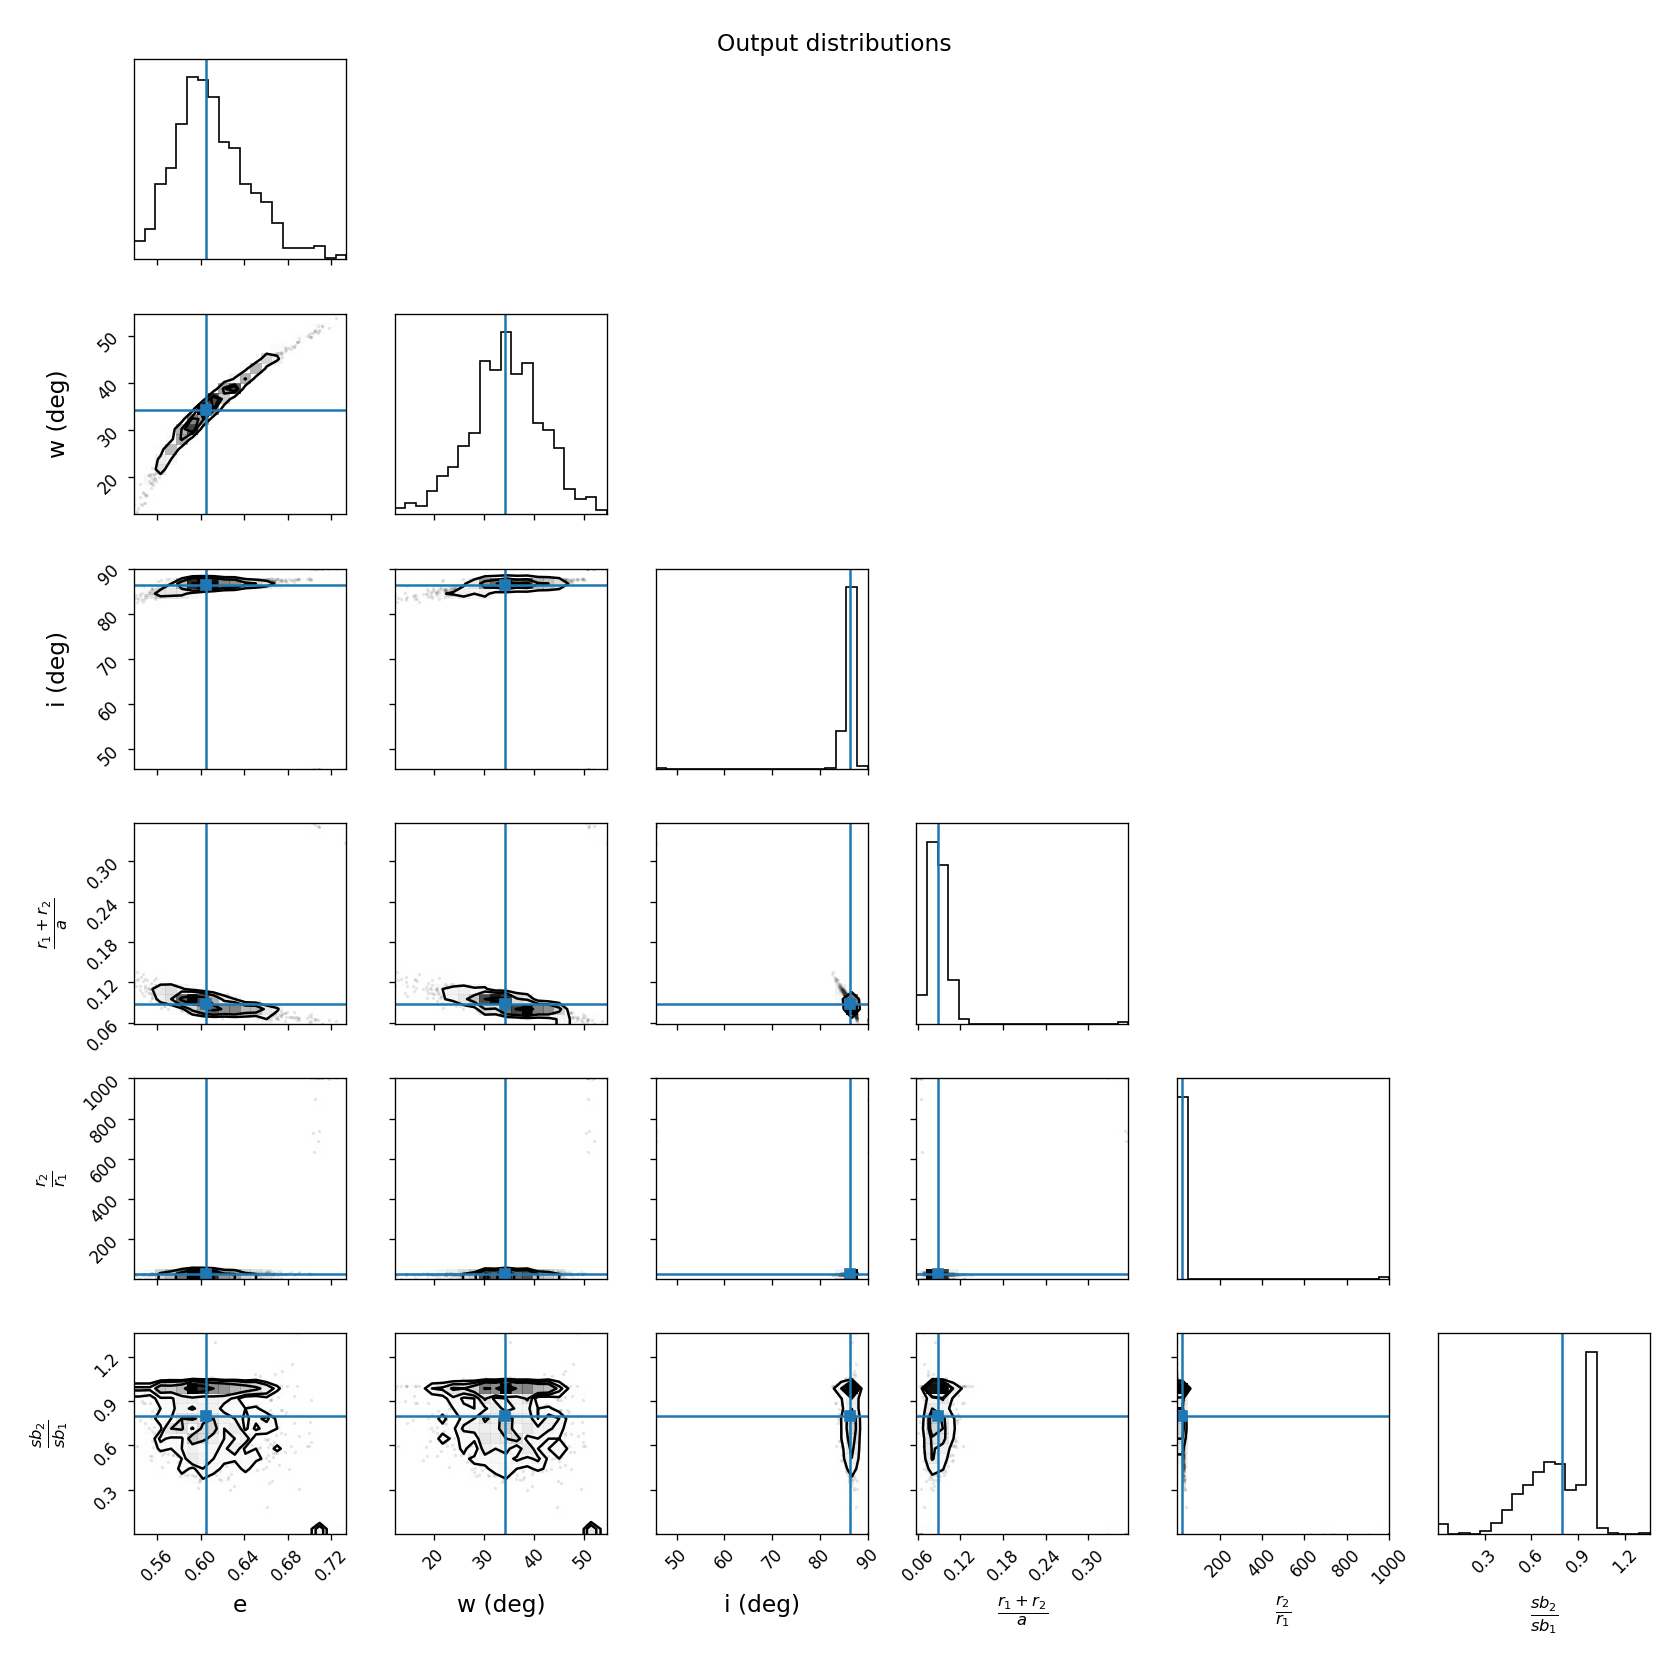 Output distributions
w (deg)
50
40
30
20
i (deg)
90
80
70
60
50
r₁ + r₂
a
0.30
0.24
0.18
0.12
0.06
r₂
r₁
1000
800
600
400
200
sb₂
sb₁
1.2
0.9
0.6
0.3
0.56 0.60 0.64 0.68 0.72 20 30 40 50 50 60 70 80 90 0.06 0.12 0.18 0.24 0.30 200 400 600 800 1000 0.3 0.6 0.9 1.2
e w (deg) i (deg) r₁ + r₂ r₂ sb₂
a r₁ sb₁